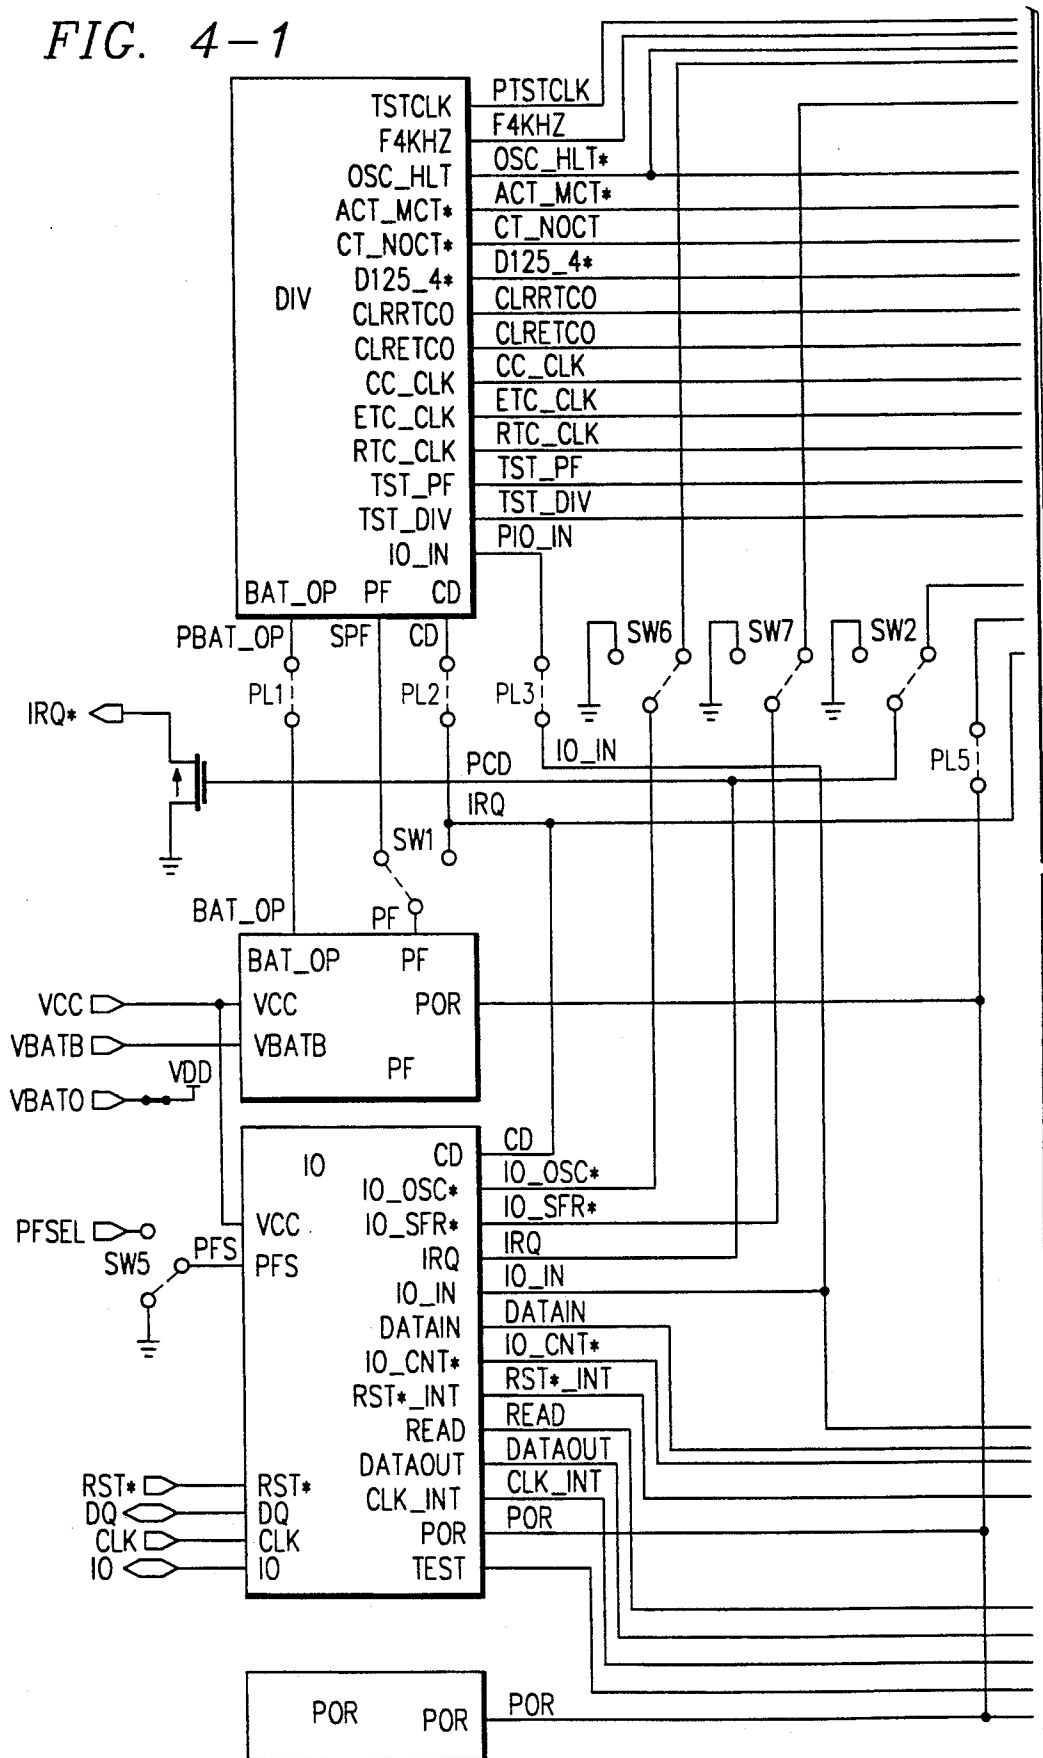 FIG. 4-1
TSTCLK PTSTCLK
F4KHZ F4KHZ
OSC_HLT OSC_HLT*
ACT_MCT* ACT_MCT*
CT_NOCT* CT_NOCT
D125_4* D125_4*
DIV
CLRRTCO CLRRTCO
CLRETCO CLRETCO
CC_CLK CC_CLK
ETC_CLK ETC_CLK
RTC_CLK RTC_CLK
TST_PF TST_PF
TST_DIV TST_DIV
IO_IN PIO_IN
BAT_OP PF CD
PBAT_OP SPF CD SW6 SW7 SW2
PL1 PL2 PL3
IRQ* PCD IO_IN PL5
IRQ
SW1
BAT_OP PF
BAT_OP PF
VCC VCC POR
VBATB VBATB
VBATO VDD PF
IO CD CD
IO_OSC* IO_OSC*
VCC IO_SFR* IO_SFR*
PFSEL
SW5 PFS PFS IRQ IRQ
IO_IN IO_IN
DATAIN DATAIN
IO_CNT* IO_CNT*
RST*_INT RST*_INT
READ READ
DATAOUT DATAOUT
RST* RST* CLK_INT CLK_INT
DQ DQ
CLK CLK POR POR
IO IO TEST
POR POR POR